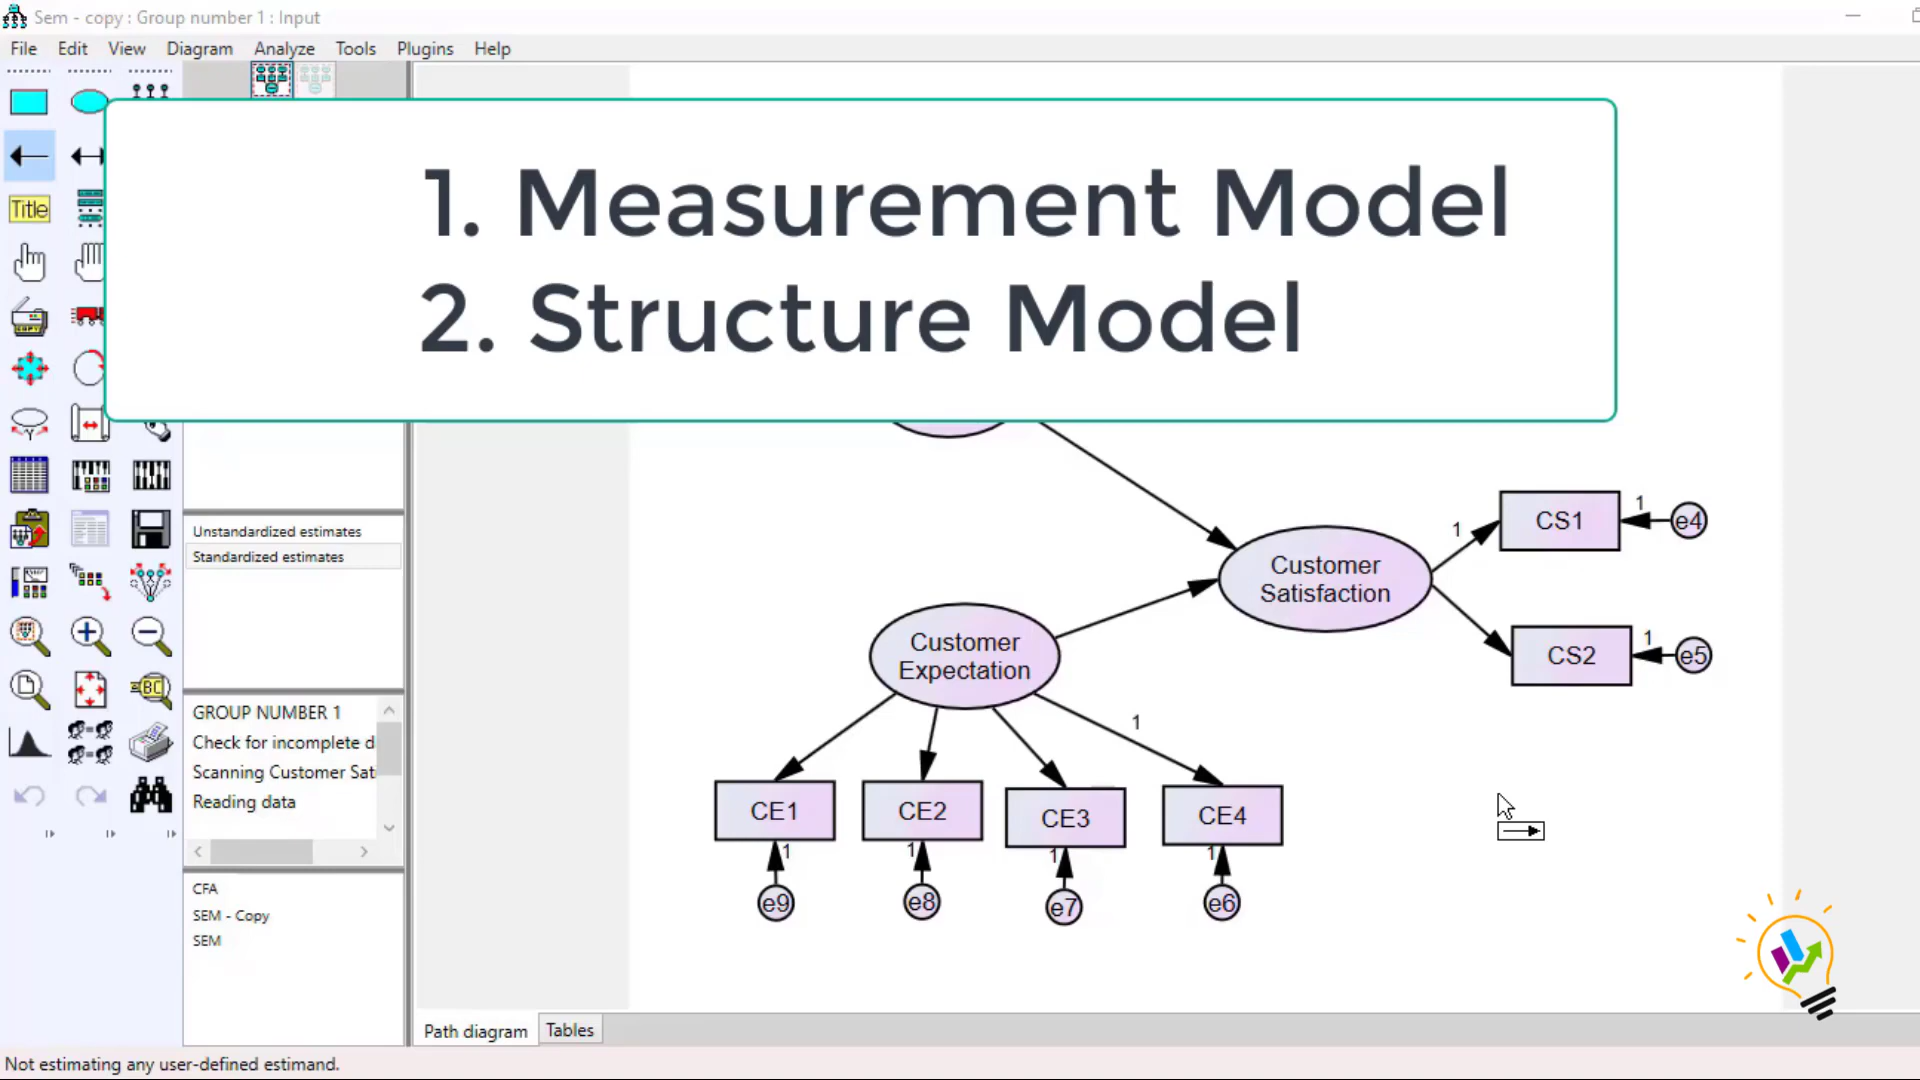 Sem - copy : Group number 1 : Input
File Edit View Diagram Analyze Tools Plugins Help
1. Measurement Model
2. Structure Model
Title
Unstandardized estimates
Standardized estimates
GROUP NUMBER 1
Check for incomplete d
Scanning Customer Sati
Reading data
CFA
SEM - Copy
SEM
Customer
Satisfaction
1
CS1
1
e4
CS2
1
e5
Customer
Expectation
1
CE1
CE2
CE3
CE4
1
1
1
1
e9
e8
e7
e6
Path diagram
Tables
Not estimating any user-defined estimand.